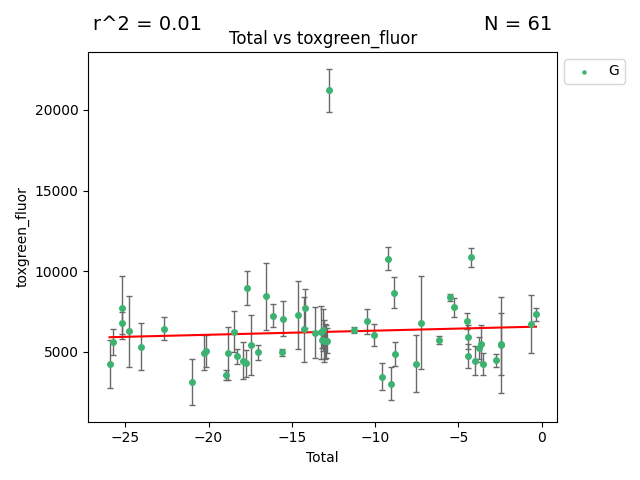 r^2 = 0.01
N = 61
Total vs toxgreen_fluor
G
20000
15000
10000
5000
toxgreen_fluor
−25
−20
−15
−10
−5
0
Total